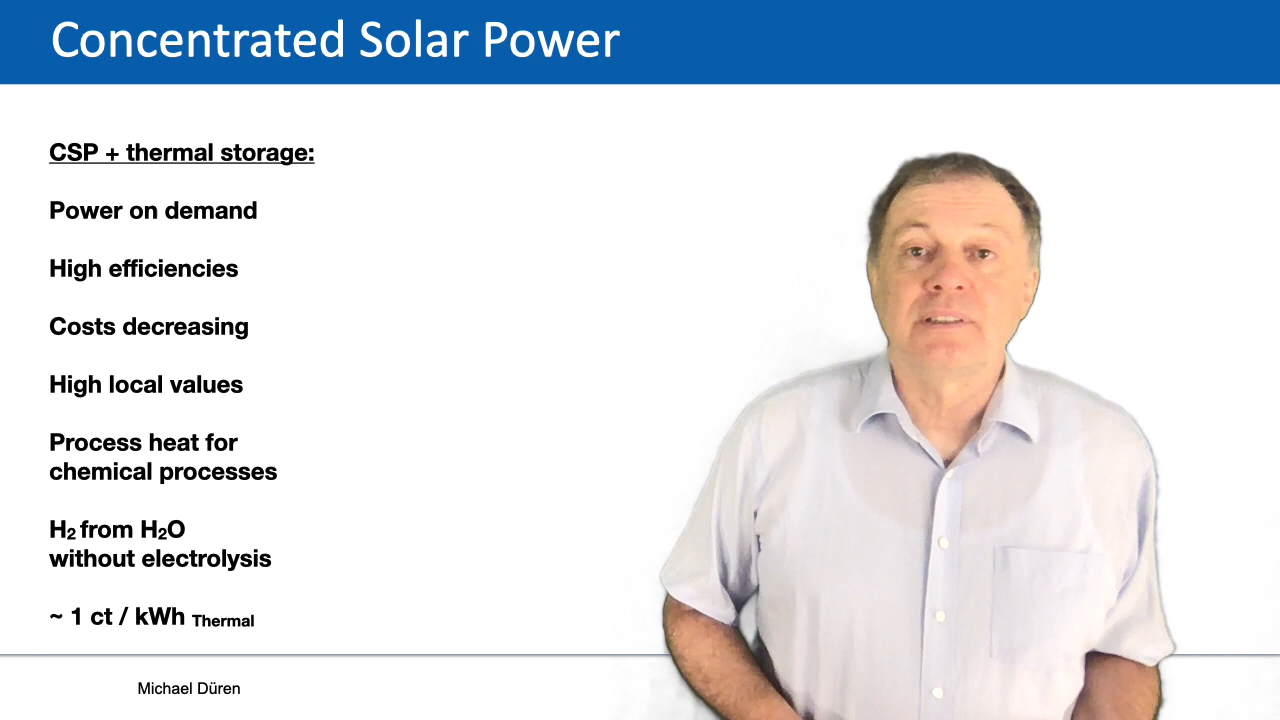 Concentrated Solar Power
CSP + thermal storage:
Power on demand
High efficiencies
Costs decreasing
High local values
Process heat for
chemical processes
H₂ from H₂O
without electrolysis
~ 1 ct / kWh Thermal
Michael Düren